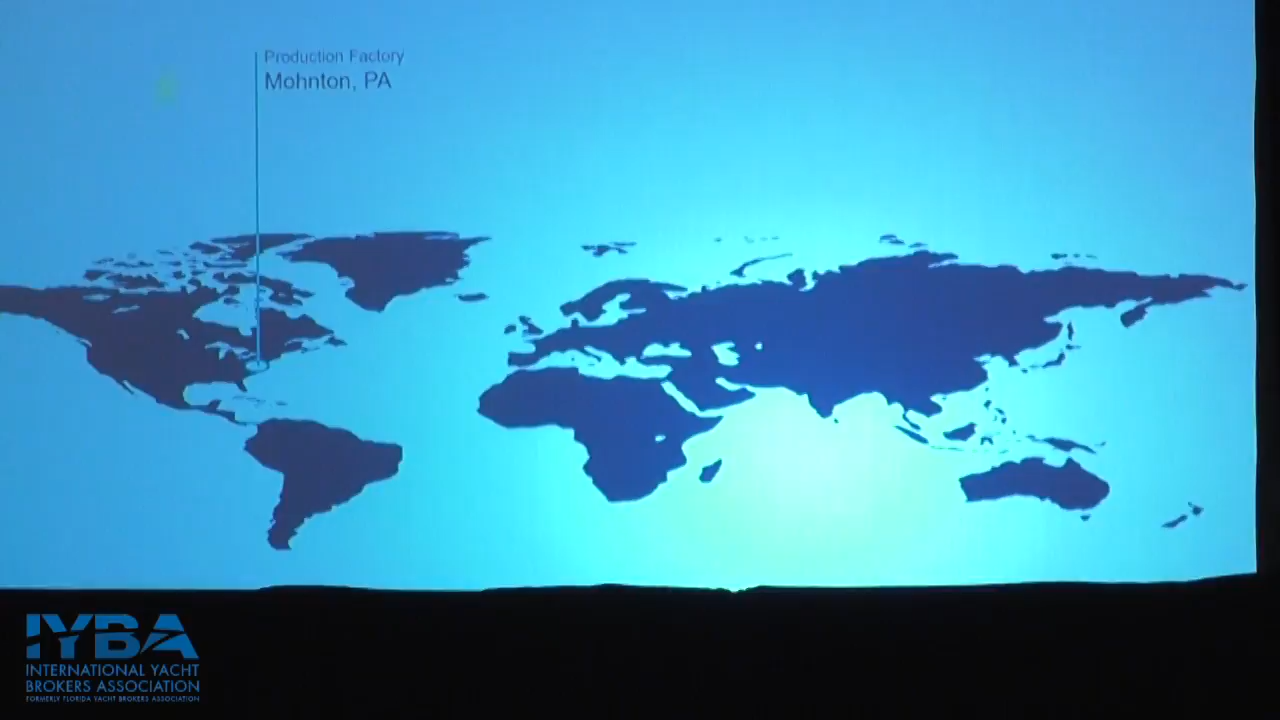 Production Factory
Mohnton, PA
IYBA
INTERNATIONAL YACHT
BROKERS ASSOCIATION
FORMERLY FLORIDA YACHT BROKERS ASSOCIATION